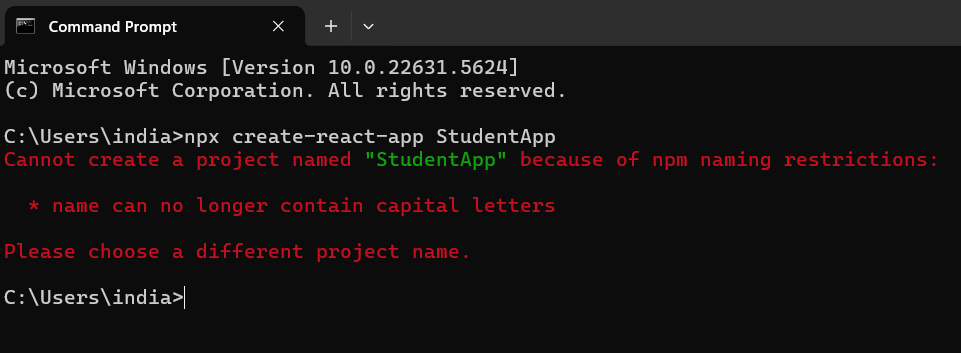 Command Prompt
Microsoft Windows [Version 10.0.22631.5624]
(c) Microsoft Corporation. All rights reserved.
C:\Users\india>npx create-react-app StudentApp
Cannot create a project named "StudentApp" because of npm naming restrictions:
* name can no longer contain capital letters
Please choose a different project name.
C:\Users\india>